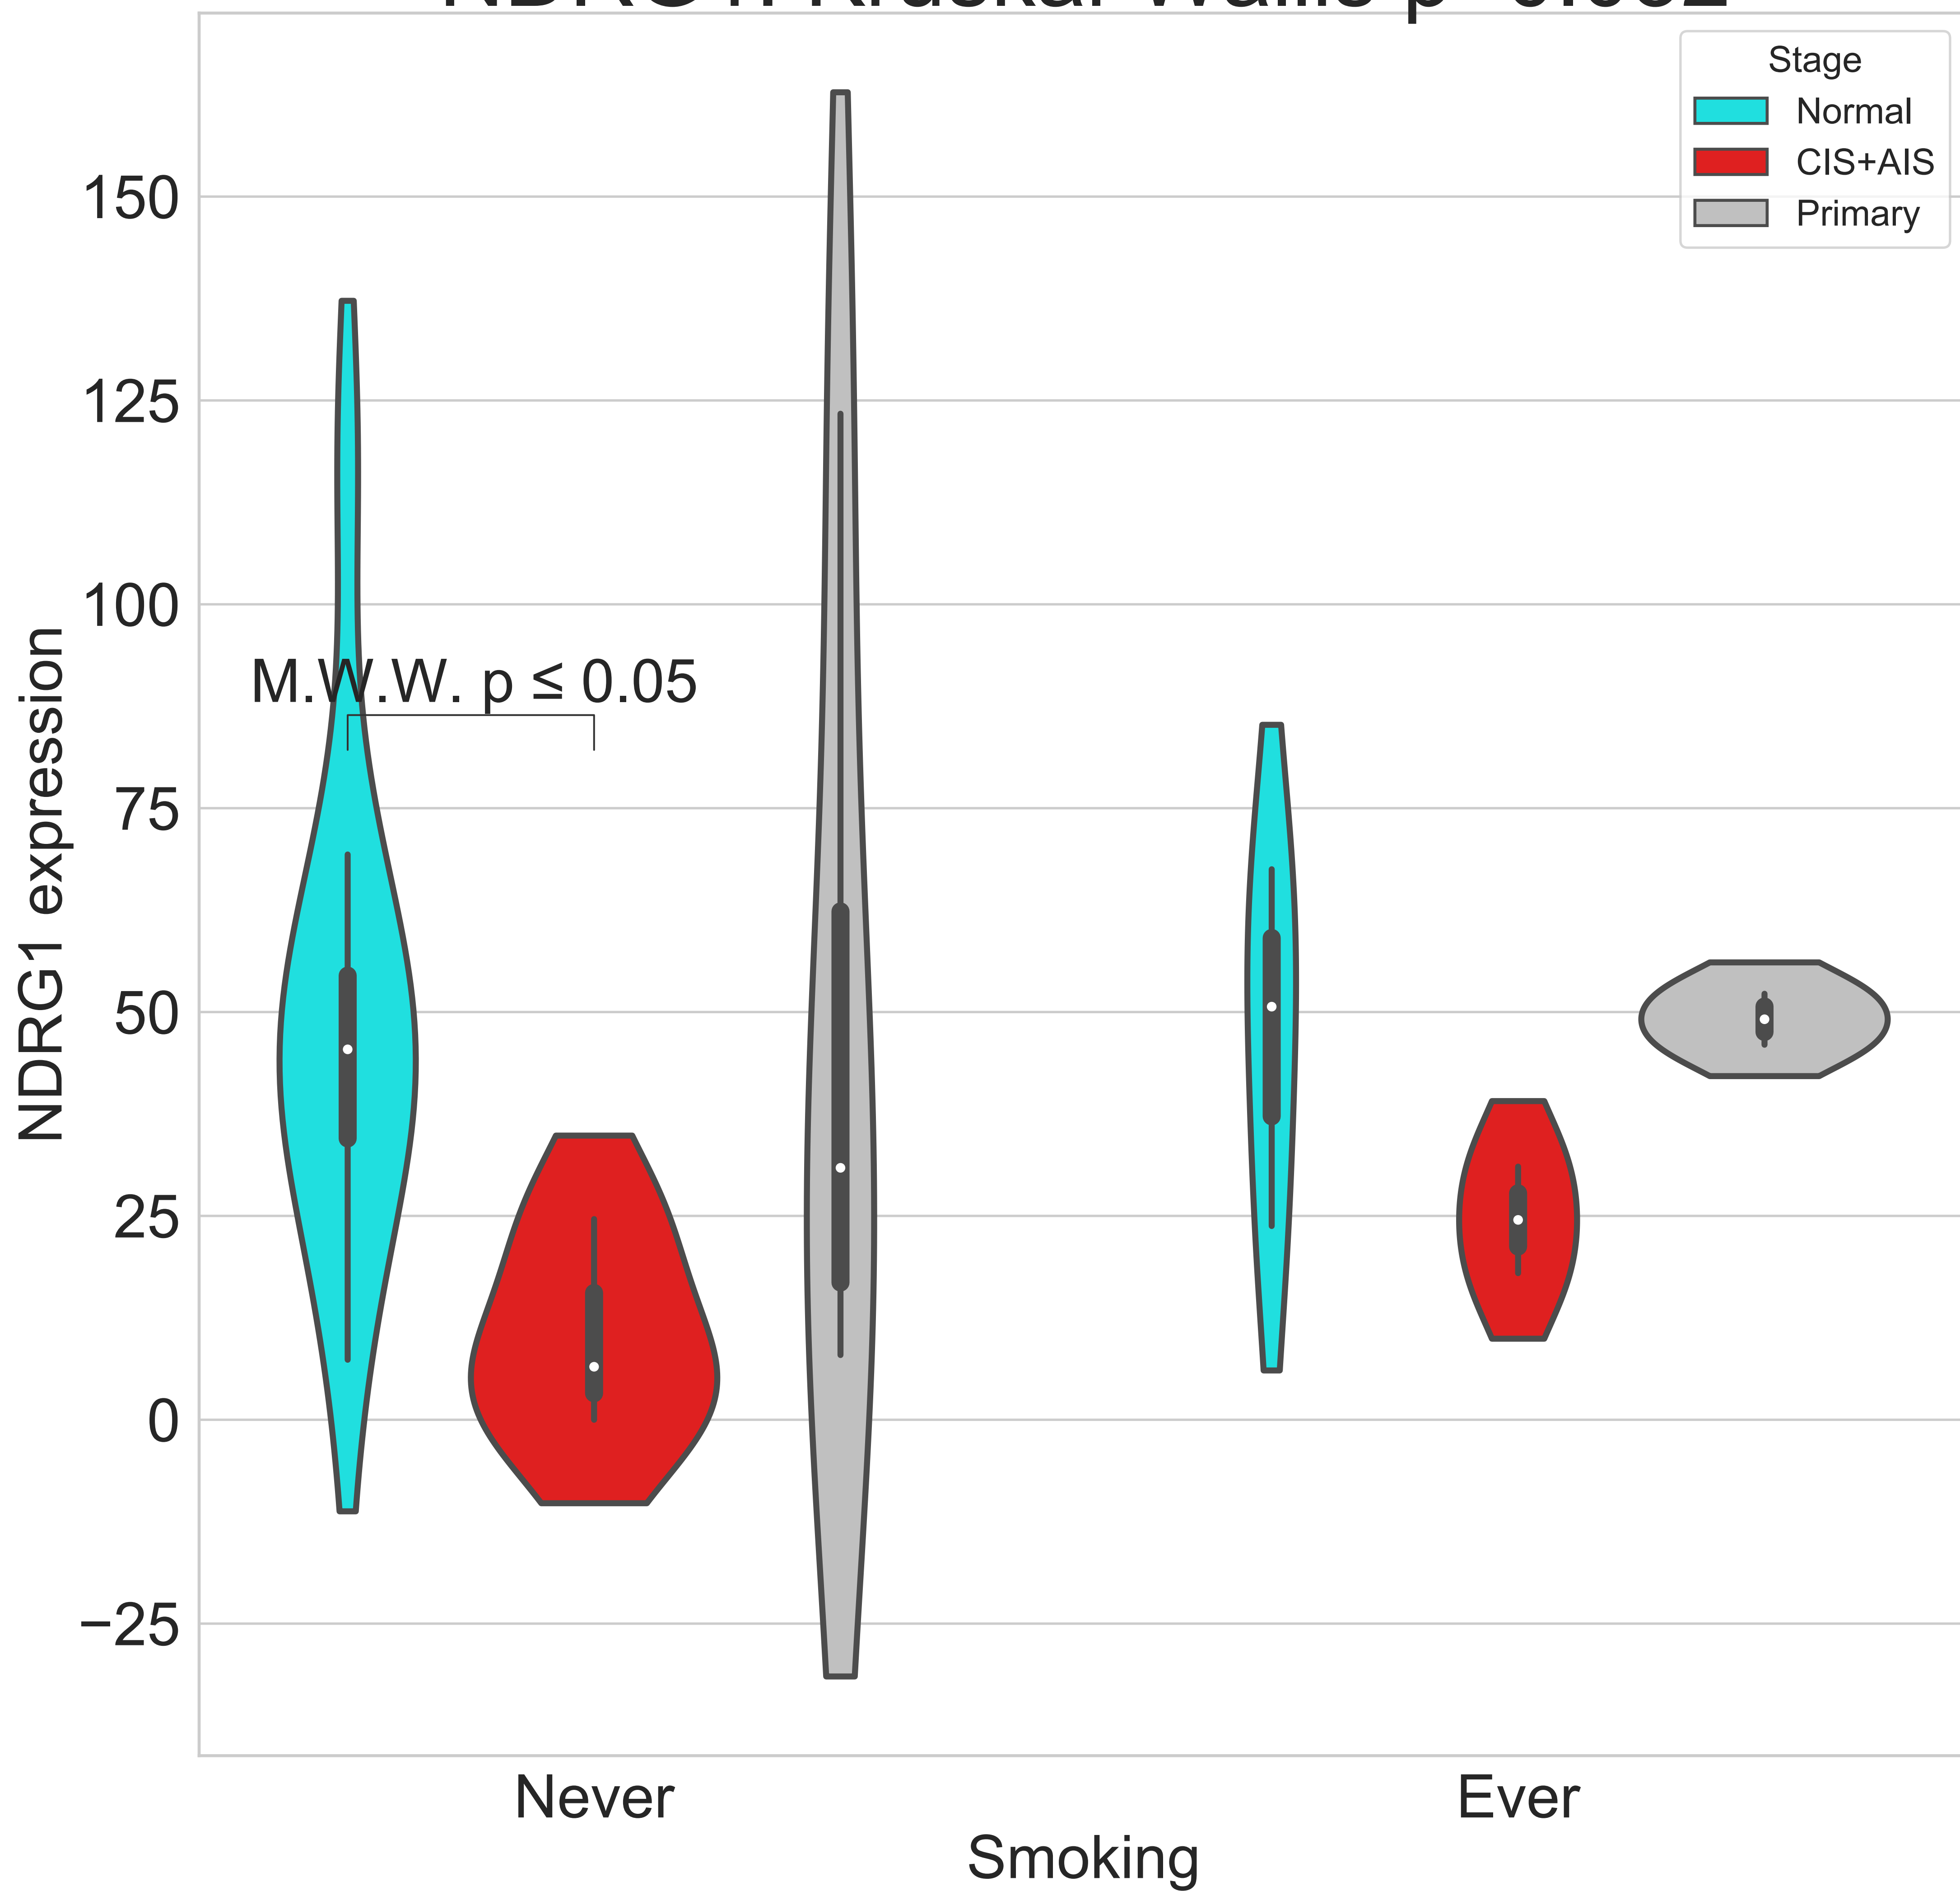 Stage
Normal
CIS+AIS
Primary
150
125
100
75
50
25
0
−25
NDRG1 expression
M.W.W. p ≤ 0.05
Never
Ever
Smoking